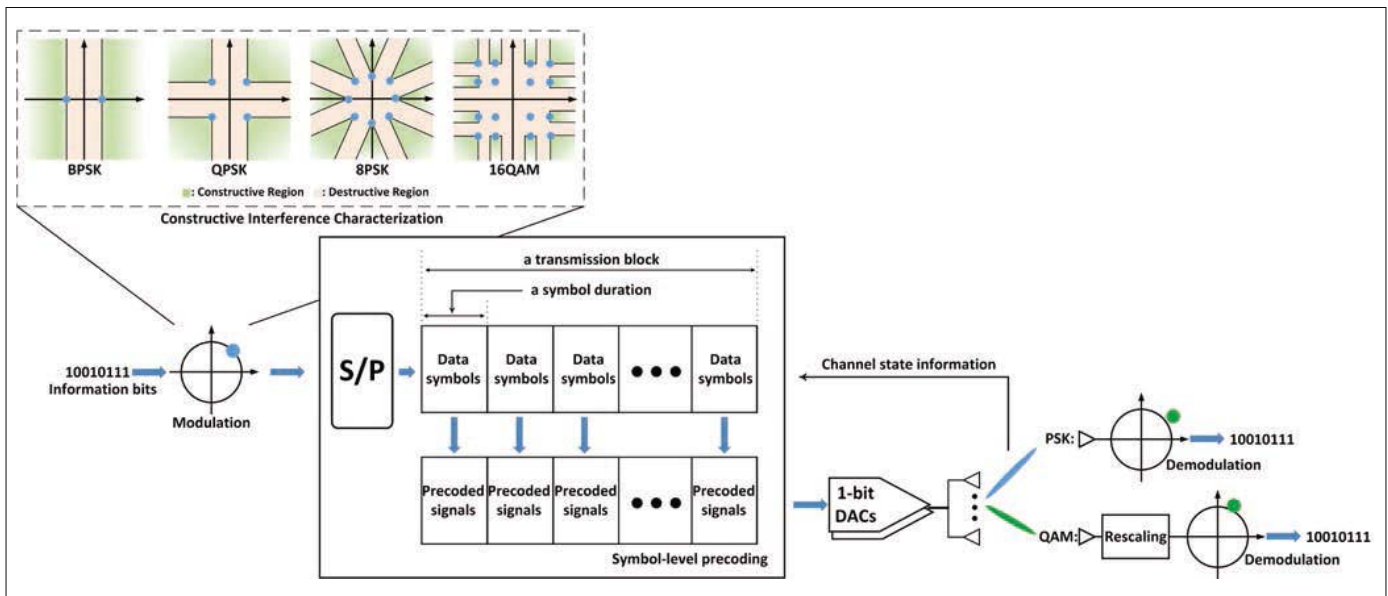 BPSK
QPSK
8PSK
16QAM
: Constructive Region
: Destructive Region
Constructive Interference Characterization
a transmission block
a symbol duration
10010111
Information bits
Modulation
S/P
Data
symbols
Data
symbols
Data
symbols
Data
symbols
Precoded
signals
Precoded
signals
Precoded
signals
Precoded
signals
Symbol-level precoding
Channel state information
1-bit
DACs
PSK:
10010111
Demodulation
QAM:
Rescaling
10010111
Demodulation